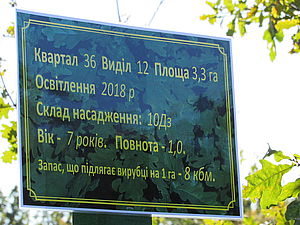 Квартал 36 Виділ 12 Площа 3,3 га
Освітлення 2018 р
Склад насадження: 10Дз
Вік - 7 років. Повнота - 1,0.
Запас, що підлягає вирубці на 1 га - 8 кбм.